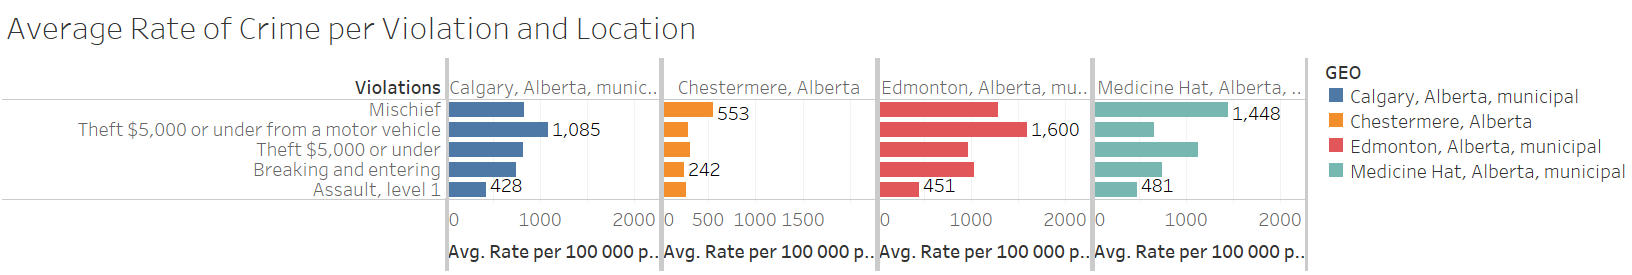 Average Rate of Crime per Violation and Location
Violations
Calgary, Alberta, munic..
Chestermere, Alberta
Edmonton, Alberta, mu..
Medicine Hat, Alberta, ..
Mischief
553
1,448
Theft $5,000 or under from a motor vehicle
1,085
1,600
Theft $5,000 or under
Breaking and entering
242
Assault, level 1
428
451
481
0 1000 2000
0 500 1000 1500
0 1000 2000
0 1000 2000
Avg. Rate per 100 000 p..
Avg. Rate per 100 000 p..
Avg. Rate per 100 000 p..
Avg. Rate per 100 000 p..
GEO
Calgary, Alberta, municipal
Chestermere, Alberta
Edmonton, Alberta, municipal
Medicine Hat, Alberta, municipal